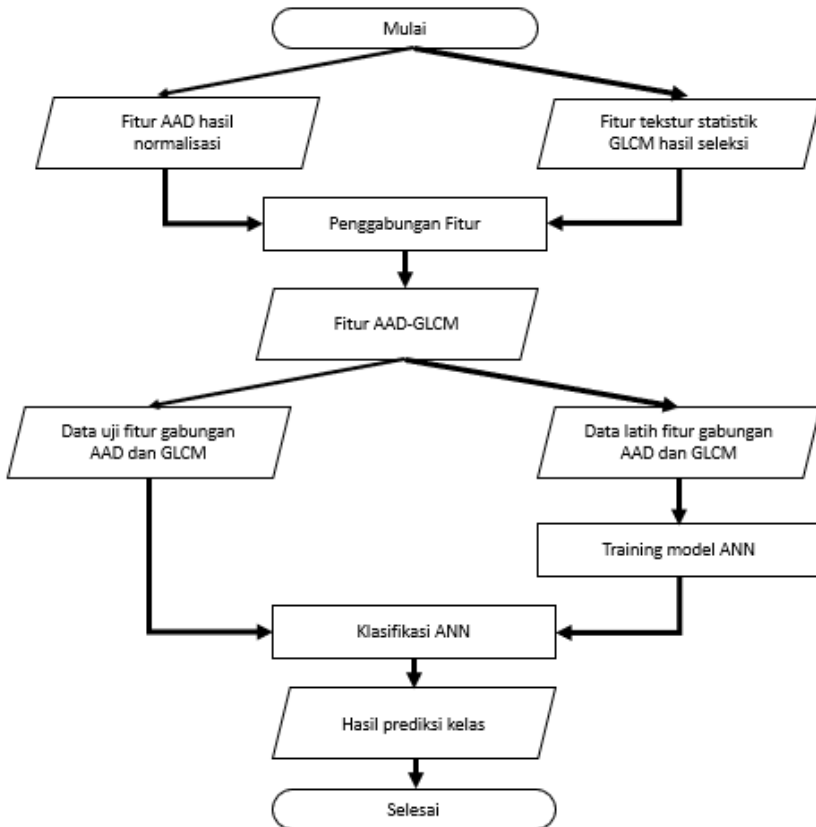 Mulai
Fitur AAD hasil
normalisasi
Fitur tekstur statistik
GLCM hasil seleksi
Penggabungan Fitur
Fitur AAD-GLCM
Data uji fitur gabungan
AAD dan GLCM
Data latih fitur gabungan
AAD dan GLCM
Training model ANN
Klasifikasi ANN
Hasil prediksi kelas
Selesai